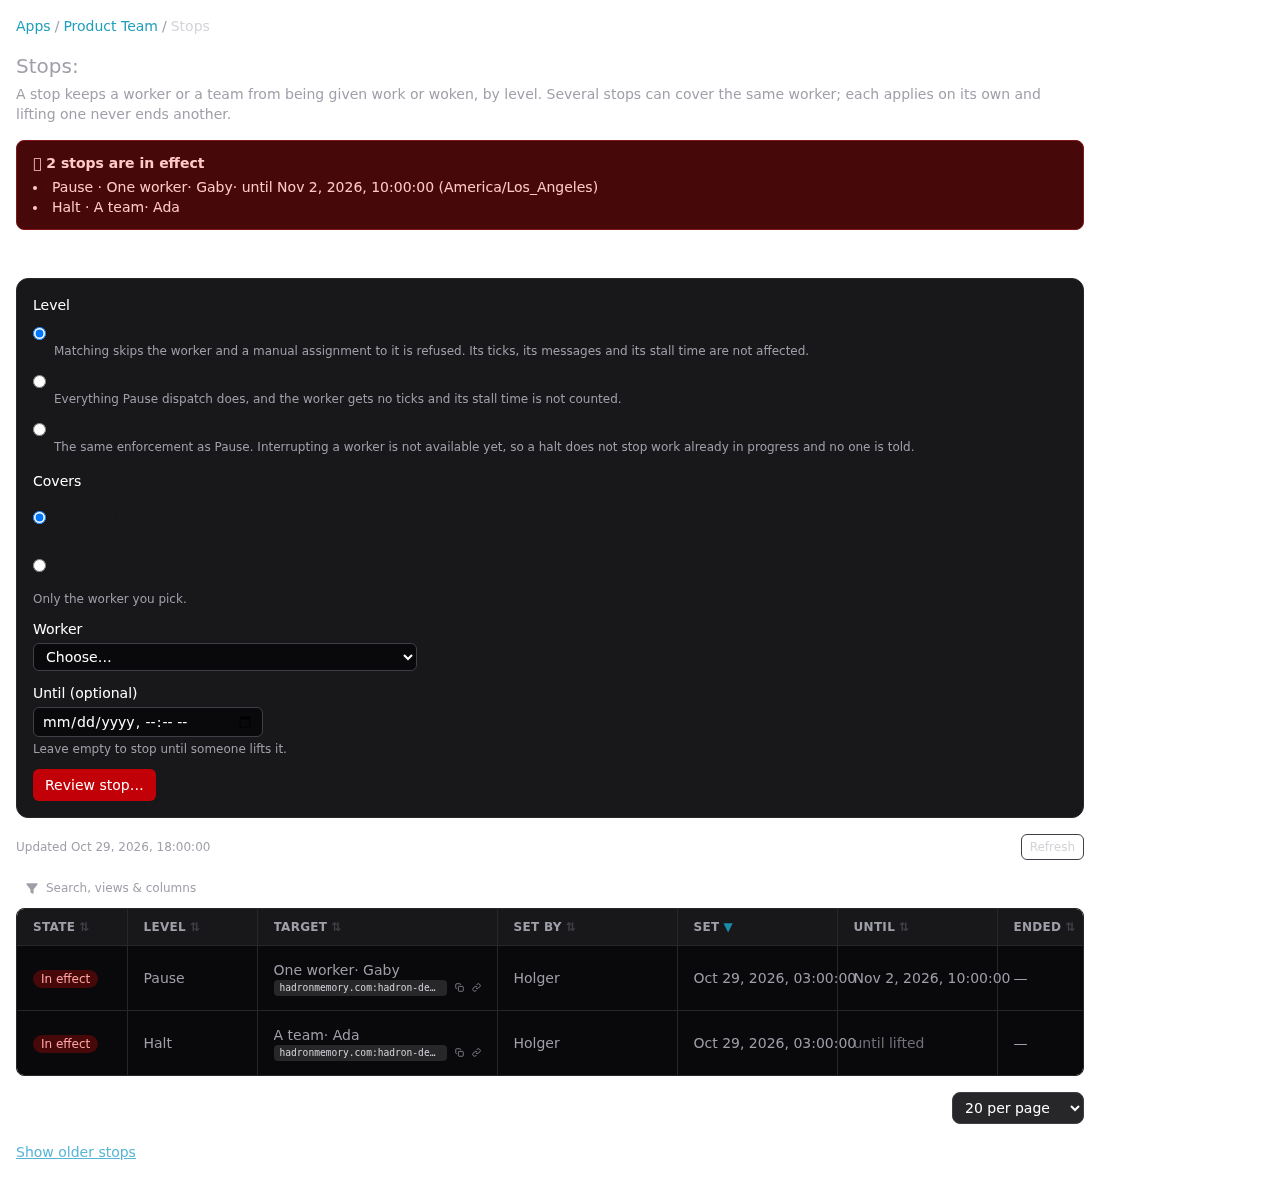 Apps / Product Team / Stops
Stops:
A stop keeps a worker or a team from being given work or woken, by level. Several stops can cover the same worker; each applies on its own and
lifting one never ends another.
2 stops are in effect
• Pause · One worker· Gaby· until Nov 2, 2026, 10:00:00 (America/Los_Angeles)
• Halt · A team· Ada
Level
Matching skips the worker and a manual assignment to it is refused. Its ticks, its messages and its stall time are not affected.
Everything Pause dispatch does, and the worker gets no ticks and its stall time is not counted.
The same enforcement as Pause. Interrupting a worker is not available yet, so a halt does not stop work already in progress and no one is told.
Covers
Only the worker you pick.
Worker
Choose...
Until (optional)
mm/dd/yyyy, --:-- --
Leave empty to stop until someone lifts it.
Review stop...
Updated Oct 29, 2026, 18:00:00 Refresh
Search, views & columns
STATE LEVEL TARGET SET BY SET ▼ UNTIL ENDED
In effect Pause One worker· Gaby Holger Oct 29, 2026, 03:00:00 Nov 2, 2026, 10:00:00 —
hadronmemory.com:hadron-de...
In effect Halt A team· Ada Holger Oct 29, 2026, 03:00:00 until lifted —
hadronmemory.com:hadron-de...
20 per page
Show older stops